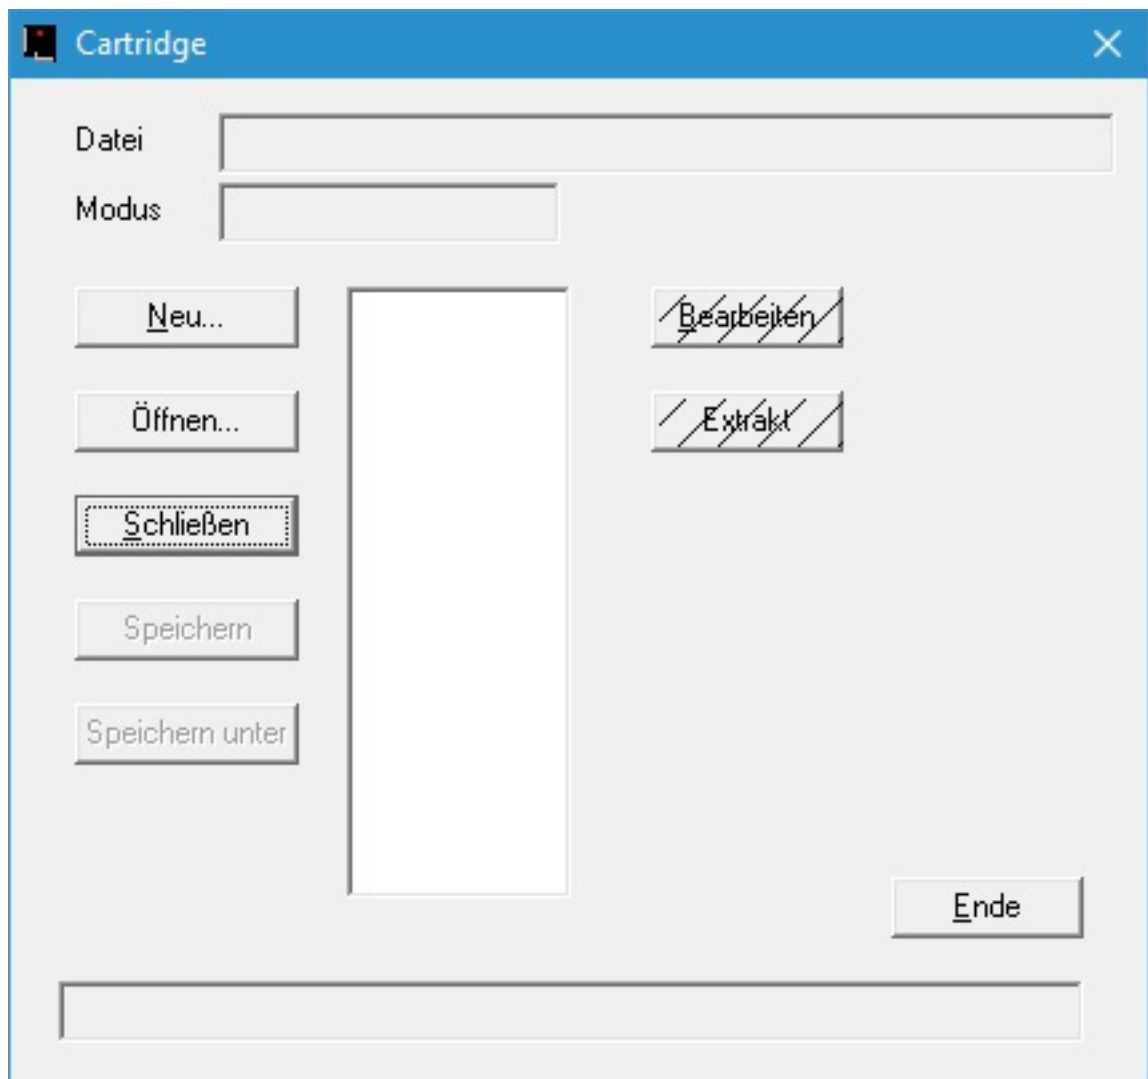 Cartridge
Datei
Modus
Neu...
Bearbeiten
Öffnen...
Extrakt
Schließen
Speichern
Speichern unter
Ende